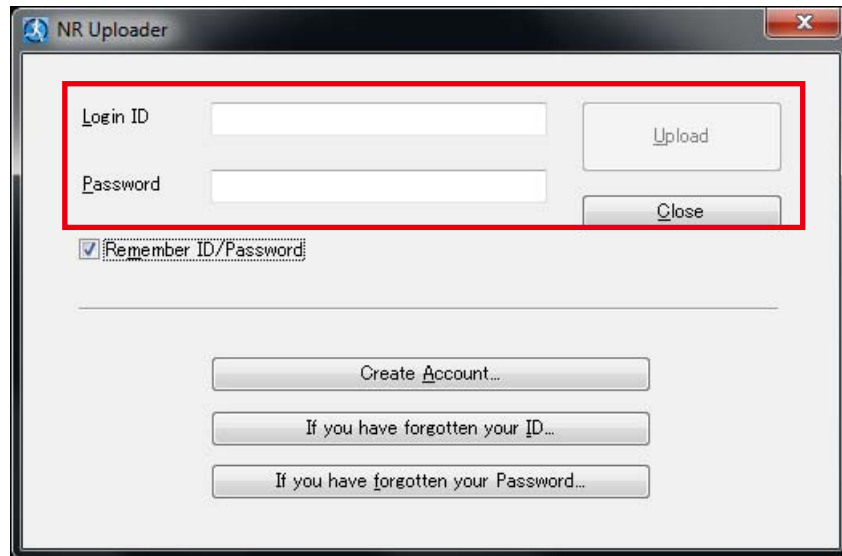 NR Uploader
Login ID
Upload
Password
Close
Remember ID/Password
Create Account...
If you have forgotten your ID...
If you have forgotten your Password...